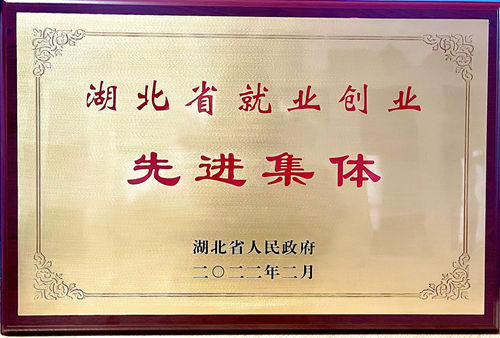 湖北省就业创业
先进集体
湖北省人民政府
二〇二二年二月